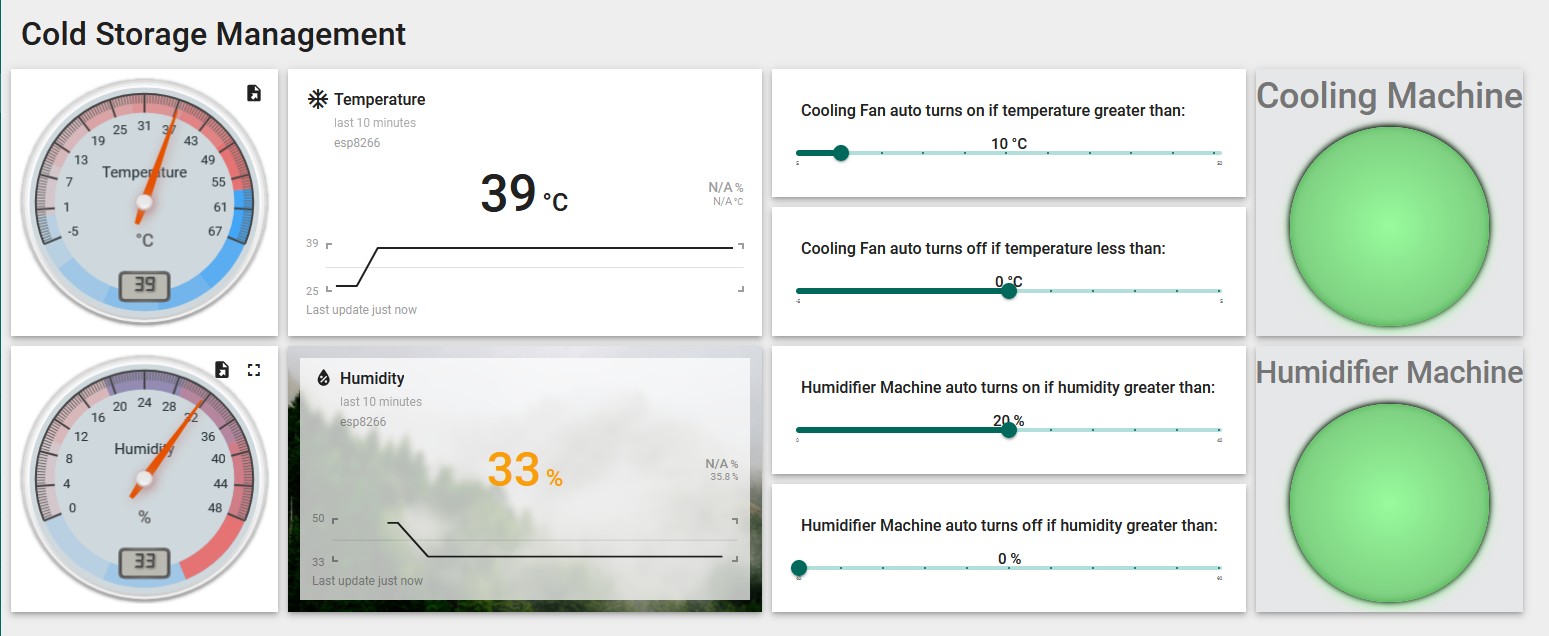 Cold Storage Management
-5
1
7
13
19
25
31
37
43
49
55
61
67
Temperature
°C
39
Temperature
last 10 minutes
esp8266
39 °C
N/A %
N/A °C
39
25
Last update just now
Cooling Fan auto turns on if temperature greater than:
10 °C
Cooling Fan auto turns off if temperature less than:
0 °C
-5
5
Cooling Machine
0
4
8
12
16
20
24
28
32
36
40
44
48
Humidity
%
33
Humidity
last 10 minutes
esp8266
33 %
N/A %
35.8 %
50
33
Last update just now
Humidifier Machine auto turns on if humidity greater than:
20 %
0
40
Humidifier Machine auto turns off if humidity greater than:
0 %
Humidifier Machine